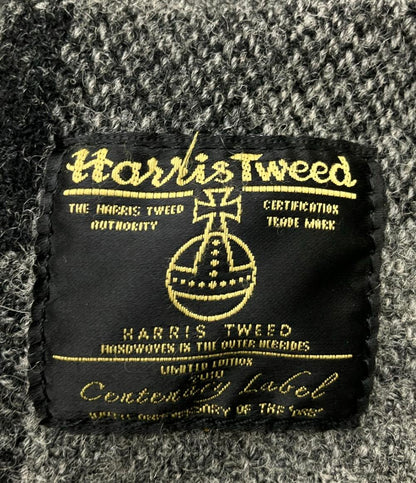 Harris Tweed
THE HARRIS TWEED AUTHORITY
CERTIFICATION TRADE MARK
HARRIS TWEED
HANDWOVEN IN THE OUTER HEBRIDES
LIMITED EDITION
Centenary Label
OF THE